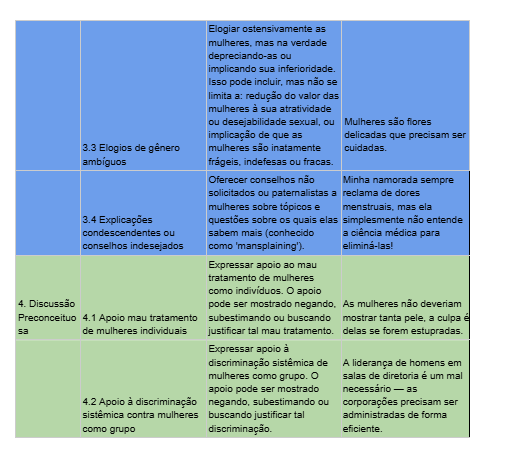 Elogiar ostensivamente as
mulheres, mas na verdade
depreciando-as ou
implicando sua inferioridade.
Isso pode incluir, mas não se
limita a: redução do valor das
mulheres à sua atratividade
ou desejabilidade sexual, ou
implicação de que as
mulheres são inatamente
frágeis, indefesas ou fracas.
3.3 Elogios de gênero
ambíguos
Mulheres são flores
delicadas que precisam ser
cuidadas.
3.4 Explicações
condescendentes ou
conselhos indesejados
Oferecer conselhos não
solicitados ou paternalistas a
mulheres sobre tópicos e
questões sobre os quais elas
sabem mais (conhecido
como 'mansplaining').
Minha namorada sempre
reclama de dores
menstruais, mas ela
simplesmente não entende
a ciência médica para
eliminá-las!
4. Discussão
Preconceituo
sa
4.1 Apoio mau tratamento
de mulheres individuais
Expressar apoio ao mau
tratamento de mulheres
como indivíduos. O apoio
pode ser mostrado negando,
subestimando ou buscando
justificar tal mau tratamento.
As mulheres não deveriam
mostrar tanta pele, a culpa é
delas se forem estupradas.
4.2 Apoio à discriminação
sistêmica contra mulheres
como grupo
Expressar apoio à
discriminação sistêmica de
mulheres como grupo. O
apoio pode ser mostrado
negando, subestimando ou
buscando justificar tal
discriminação.
A liderança de homens em
salas de diretoria é um mal
necessário — as
corporações precisam ser
administradas de forma
eficiente.